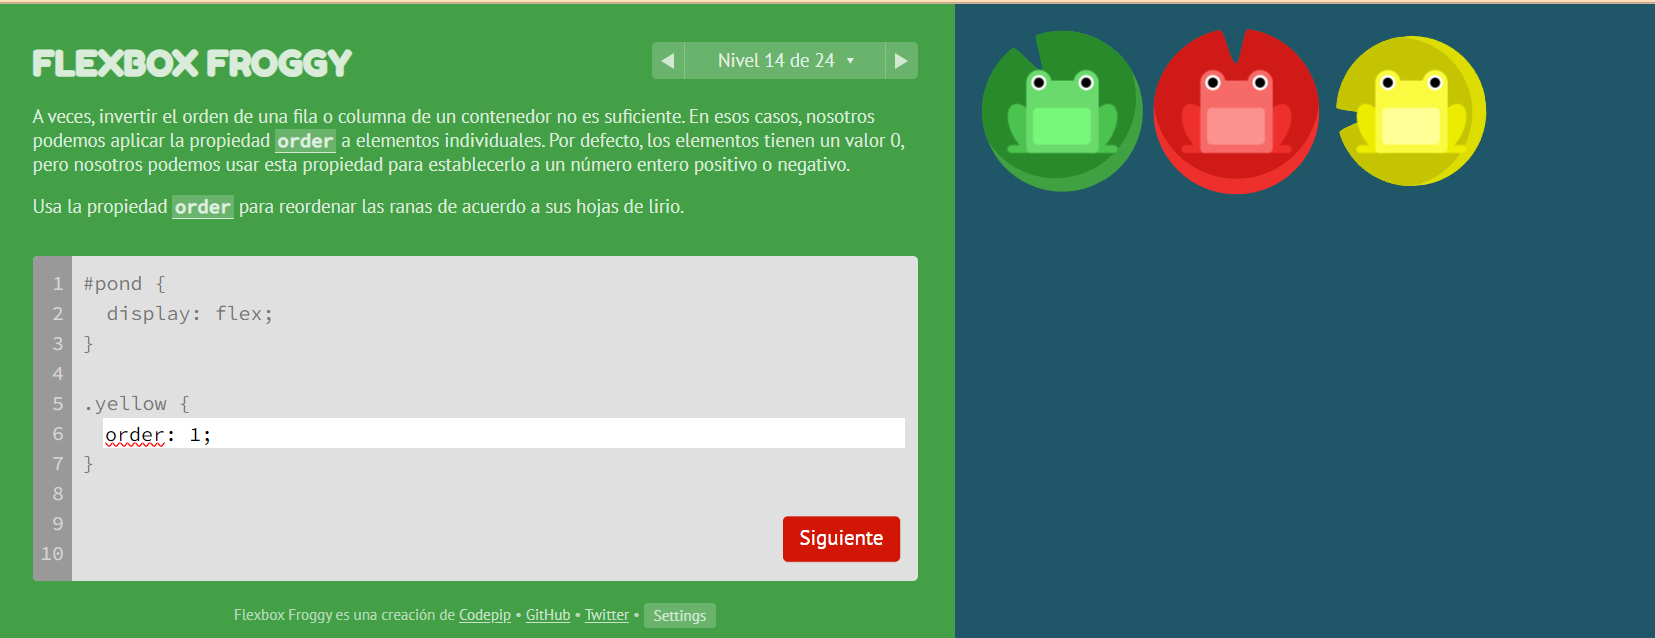 FLEXBOX FROGGY
◀ Nivel 14 de 24 ▼ ▶
A veces, invertir el orden de una fila o columna de un contenedor no es suficiente. En esos casos, nosotros
podemos aplicar la propiedad order a elementos individuales. Por defecto, los elementos tienen un valor 0,
pero nosotros podemos usar esta propiedad para establecerlo a un número entero positivo o negativo.
Usa la propiedad order para reordenar las ranas de acuerdo a sus hojas de lirio.
1 #pond {
2 display: flex;
3 }
4
5 .yellow {
6 order: 1;
7 }
8
9
10
Siguiente
Flexbox Froggy es una creación de Codepip • GitHub • Twitter • Settings